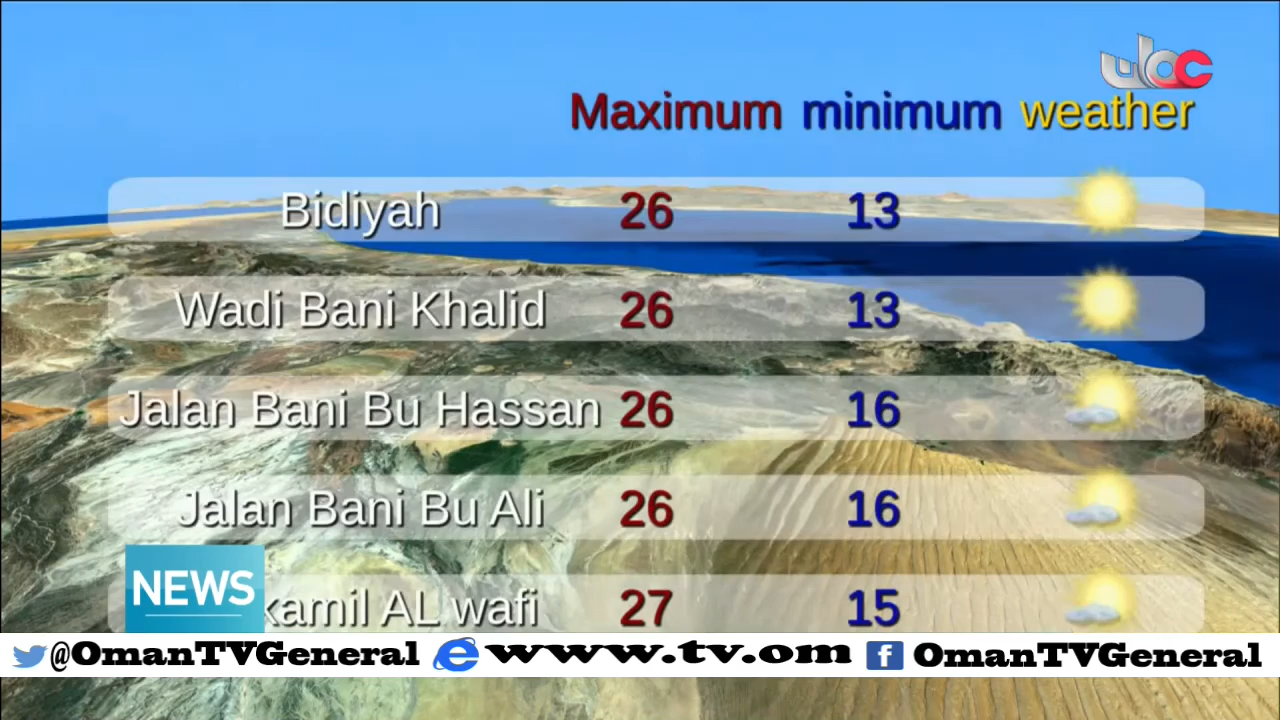 عمان
Maximum minimum weather
Bidiyah 26 13
Wadi Bani Khalid 26 13
Jalan Bani Bu Hassan 26 16
Jalan Bani Bu Ali 26 16
NEWS
AL wafi 27 15
@OmanTVGeneral www.tv.om OmanTVGeneral